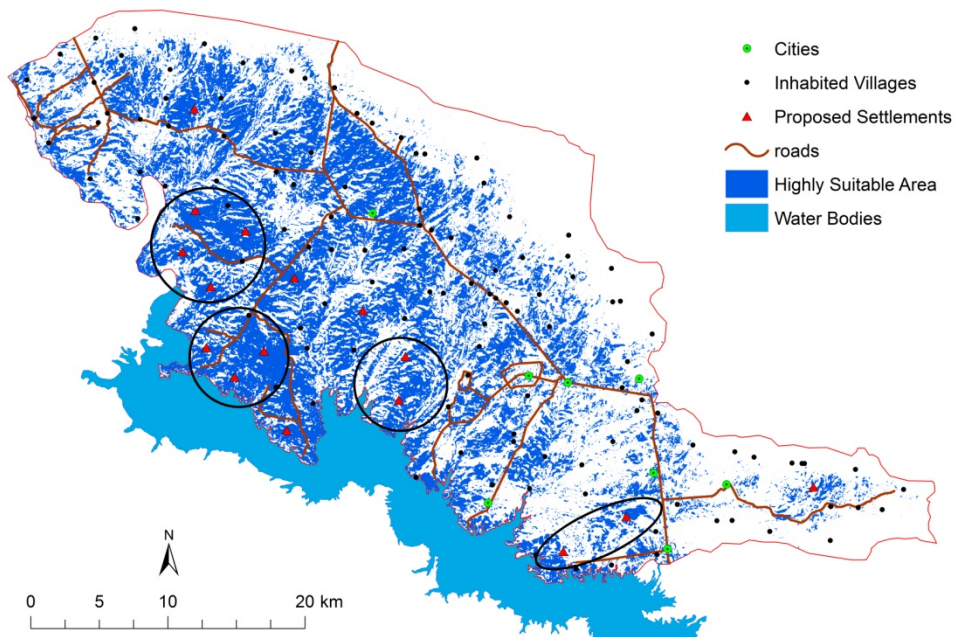 Cities
Inhabited Villages
Proposed Settlements
roads
Highly Suitable Area
Water Bodies
N
0 5 10 20 km